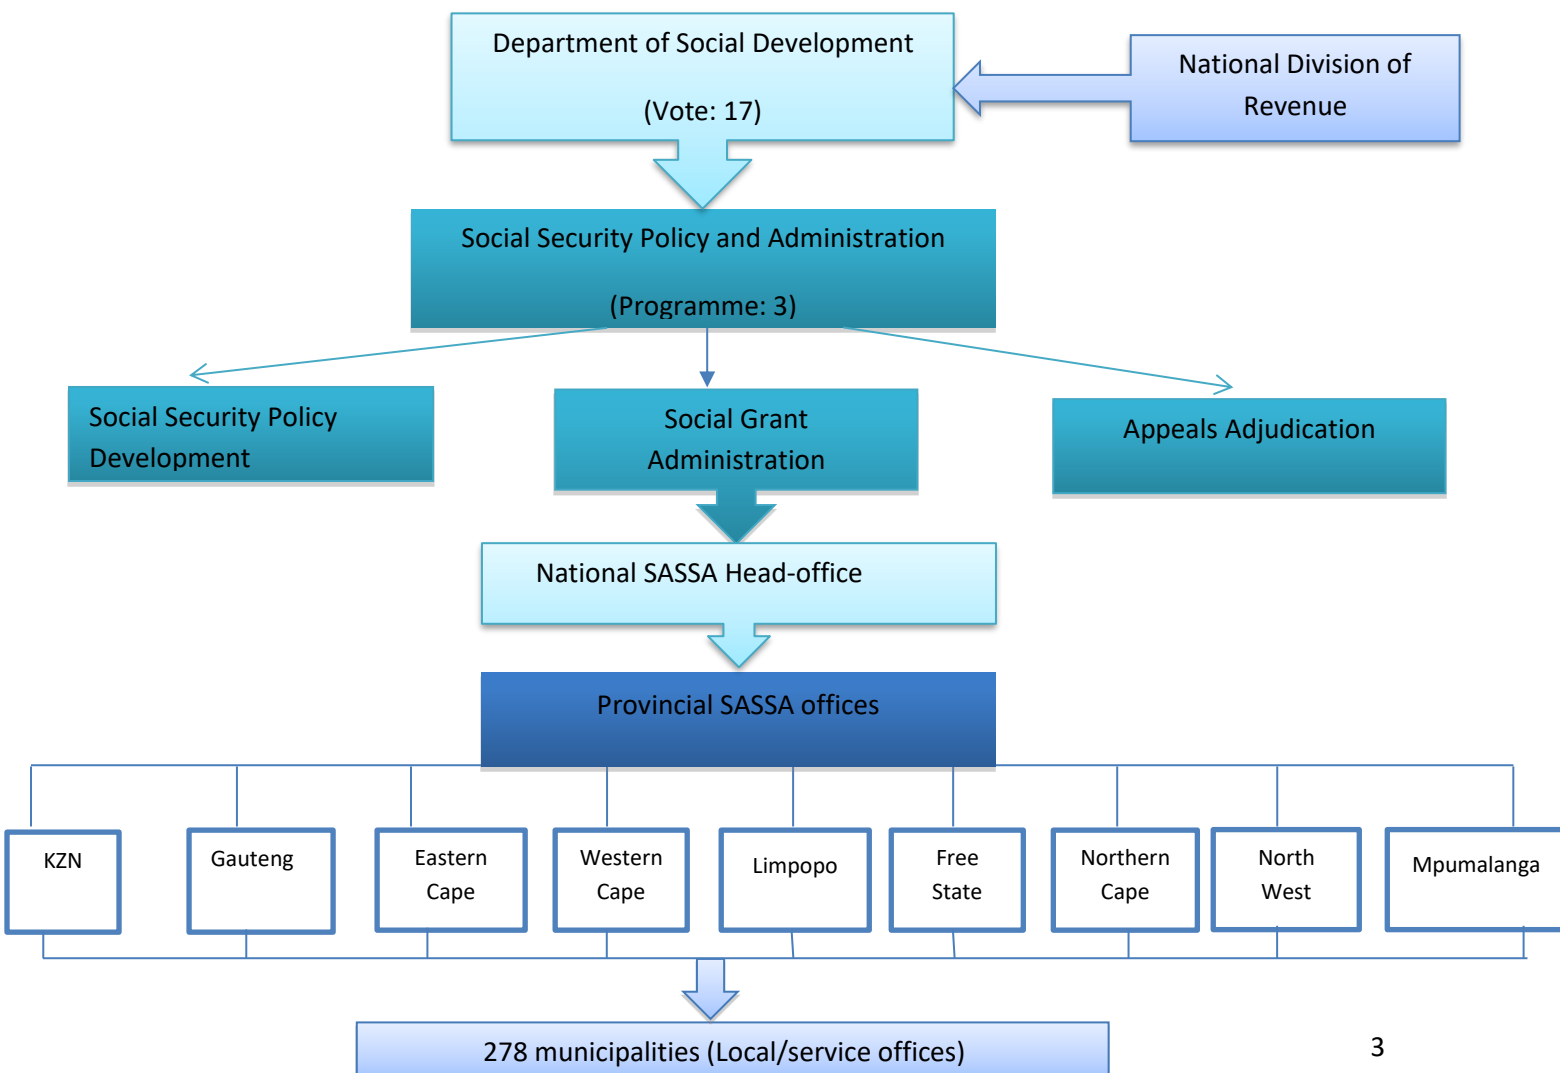 Department of Social Development
(Vote: 17)
National Division of
Revenue
Social Security Policy and Administration
(Programme: 3)
Social Security Policy
Development
Social Grant
Administration
Appeals Adjudication
National SASSA Head-office
Provincial SASSA offices
KZN
Gauteng
Eastern
Cape
Western
Cape
Limpopo
Free
State
Northern
Cape
North
West
Mpumalanga
278 municipalities (Local/service offices)
3